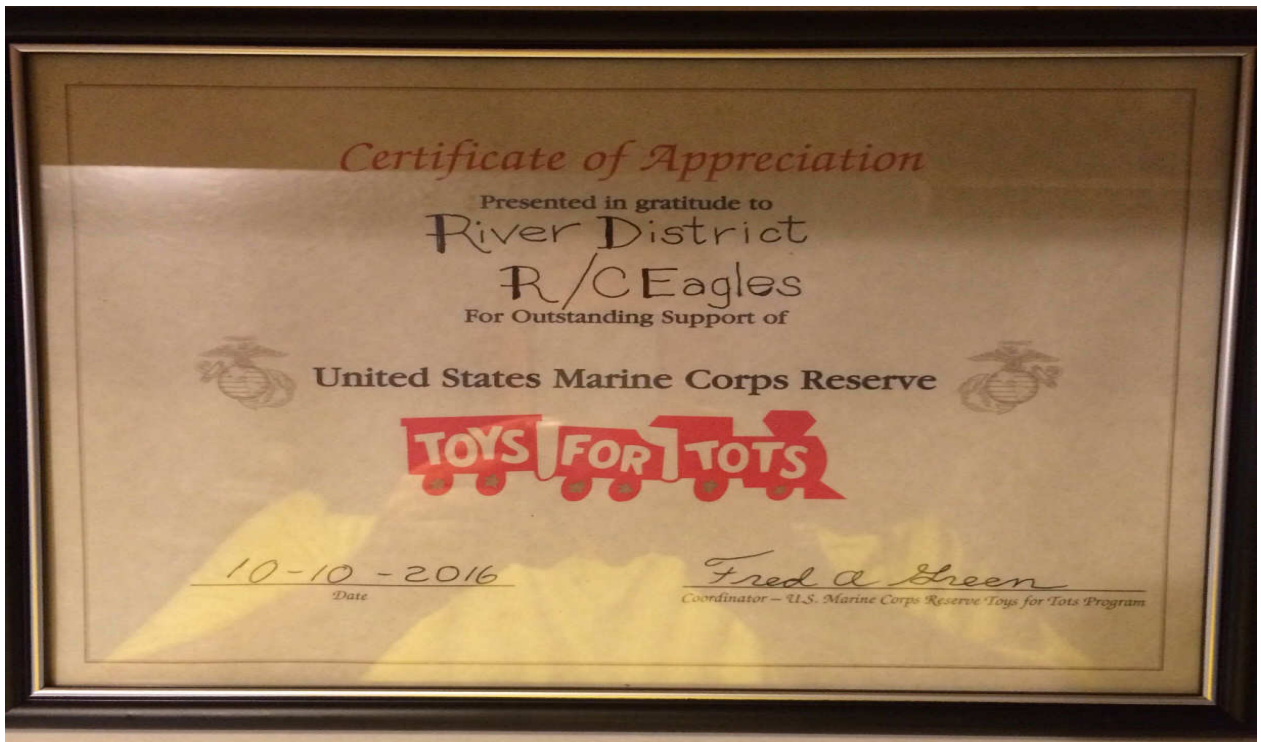 Certificate of Appreciation
Presented in gratitude to
River District
R/C Eagles
For Outstanding Support of
United States Marine Corps Reserve
TOYS FOR TOTS
10-10-2016
Fred A Green
Date
Coordinator – U.S. Marine Corps Reserve Toys for Tots Program